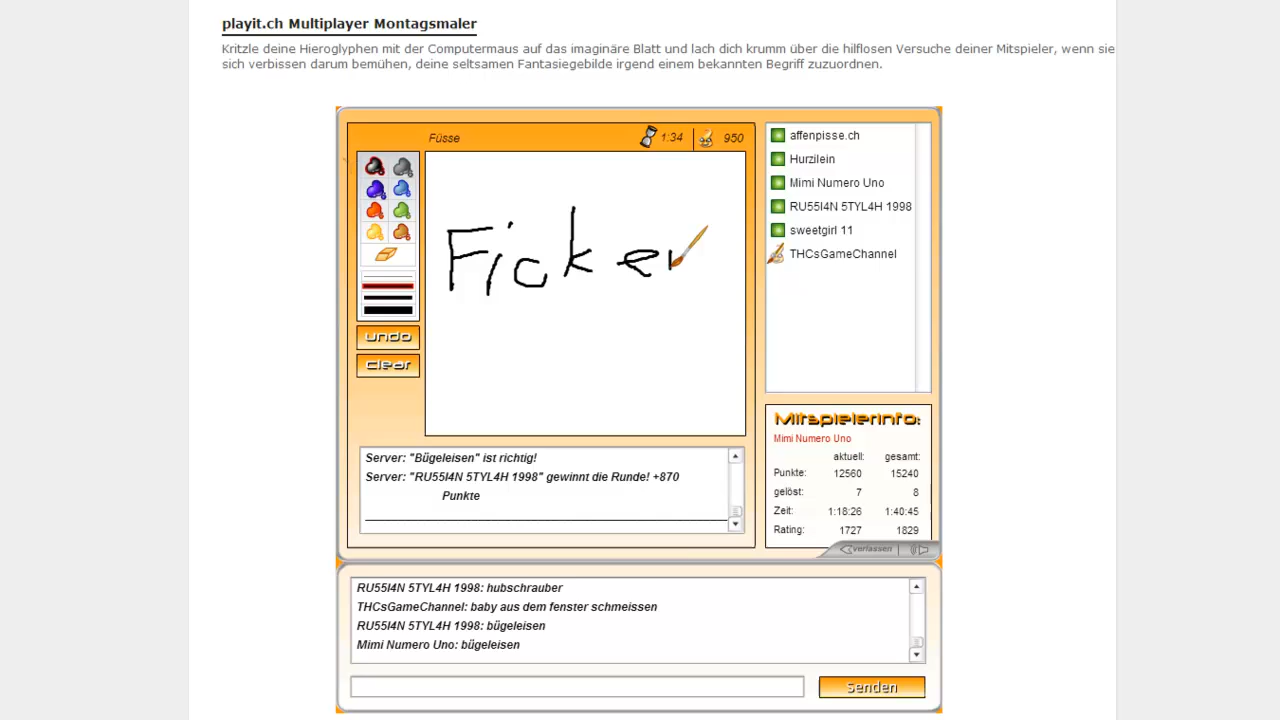 playit.ch Multiplayer Montagsmaler
Kritzle deine Hieroglyphen mit der Computermaus auf das imaginäre Blatt und lach dich krumm über die hilflosen Versuche deiner Mitspieler, wenn sie
sich verbissen darum bemühen, deine seltsamen Fantasiegebilde irgend einem bekannten Begriff zuzuordnen.
Füsse 1:34 950
Ficker
undo
Clear
affenpisse.ch
Hurzilein
Mimi Numero Uno
RU55I4N 5TYL4H 1998
sweetgirl 11
THCsGameChannel
Mitspielerinfo:
Mimi Numero Uno
aktuell: gesamt:
Punkte: 12560 15240
gelöst: 7 8
Zeit: 1:18:26 1:40:45
Rating: 1727 1829
verlassen
Server: "Bügeleisen" ist richtig!
Server: "RU55I4N 5TYL4H 1998" gewinnt die Runde! +870
Punkte
RU55I4N 5TYL4H 1998: hubschrauber
THCsGameChannel: baby aus dem fenster schmeissen
RU55I4N 5TYL4H 1998: bügeleisen
Mimi Numero Uno: bügeleisen
Senden